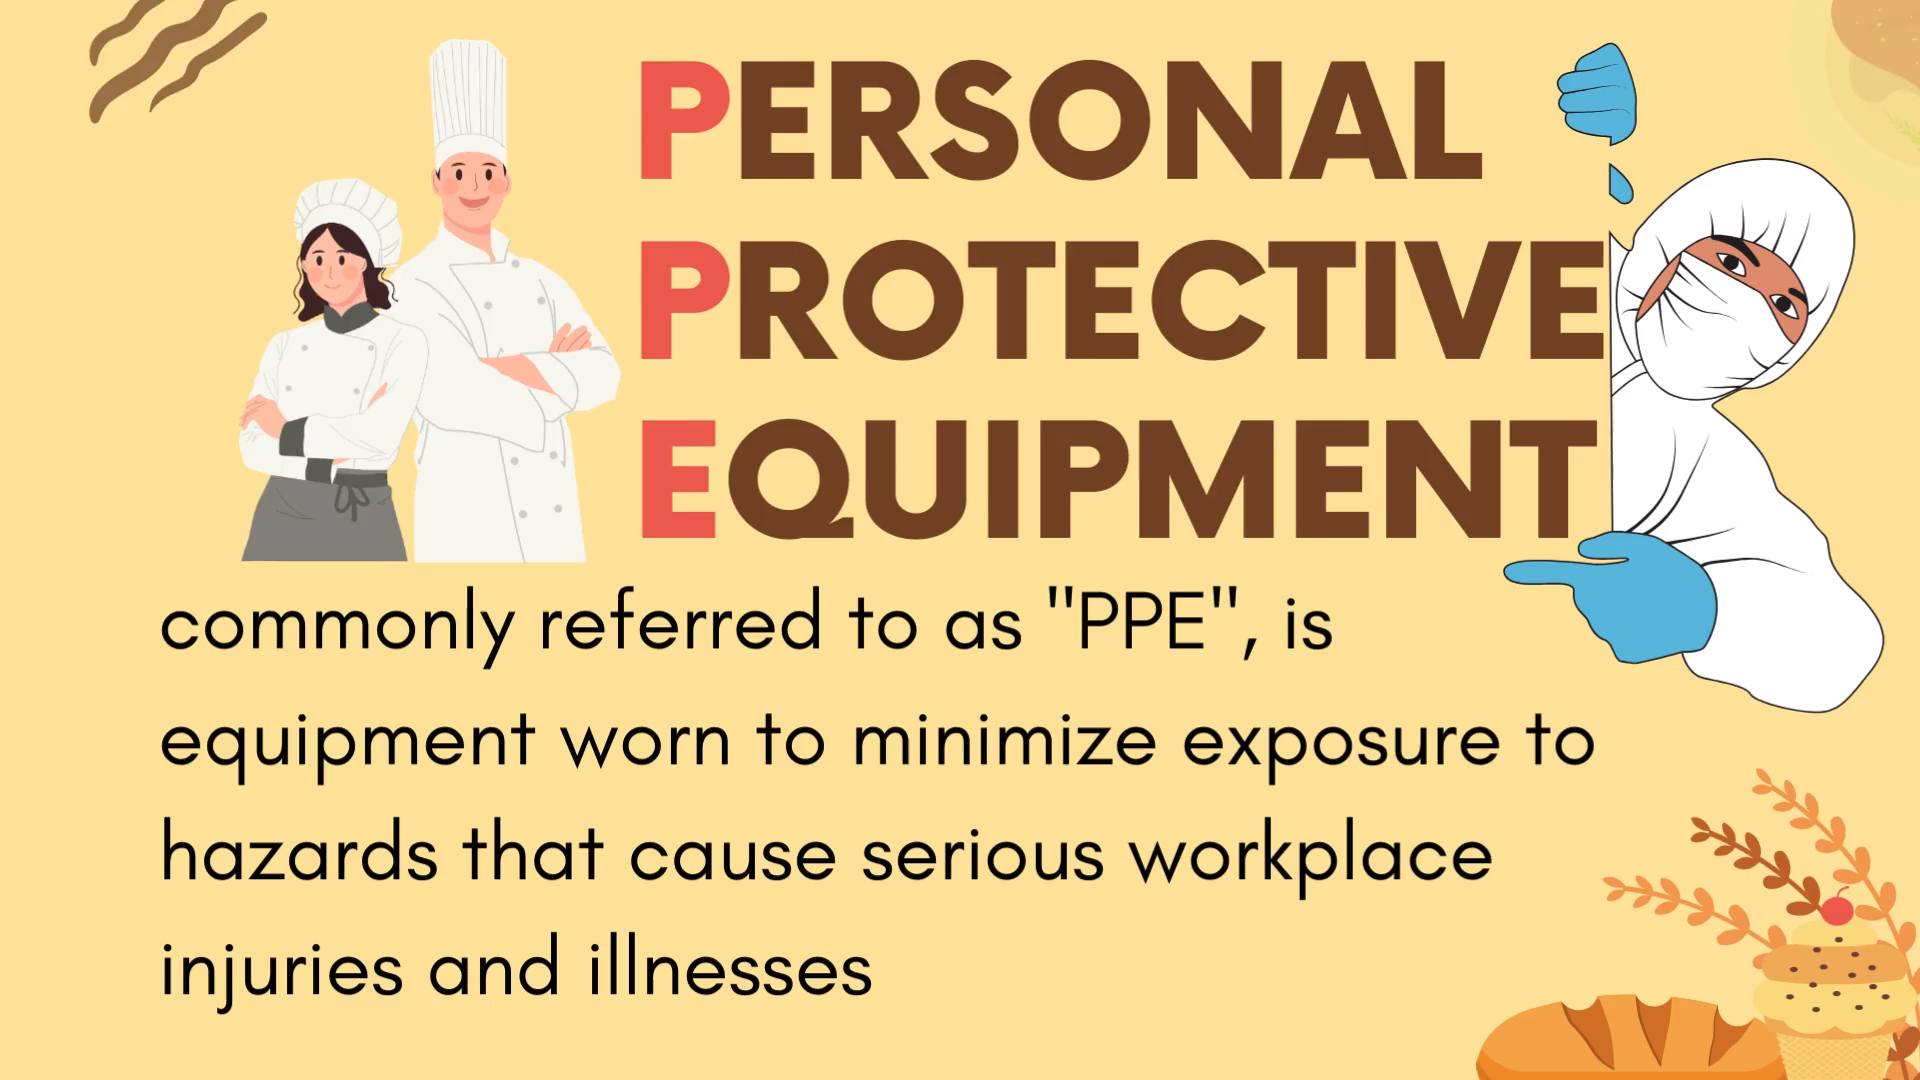 PERSONAL
PROTECTIVE
EQUIPMENT
commonly referred to as "PPE", is
equipment worn to minimize exposure to
hazards that cause serious workplace
injuries and illnesses